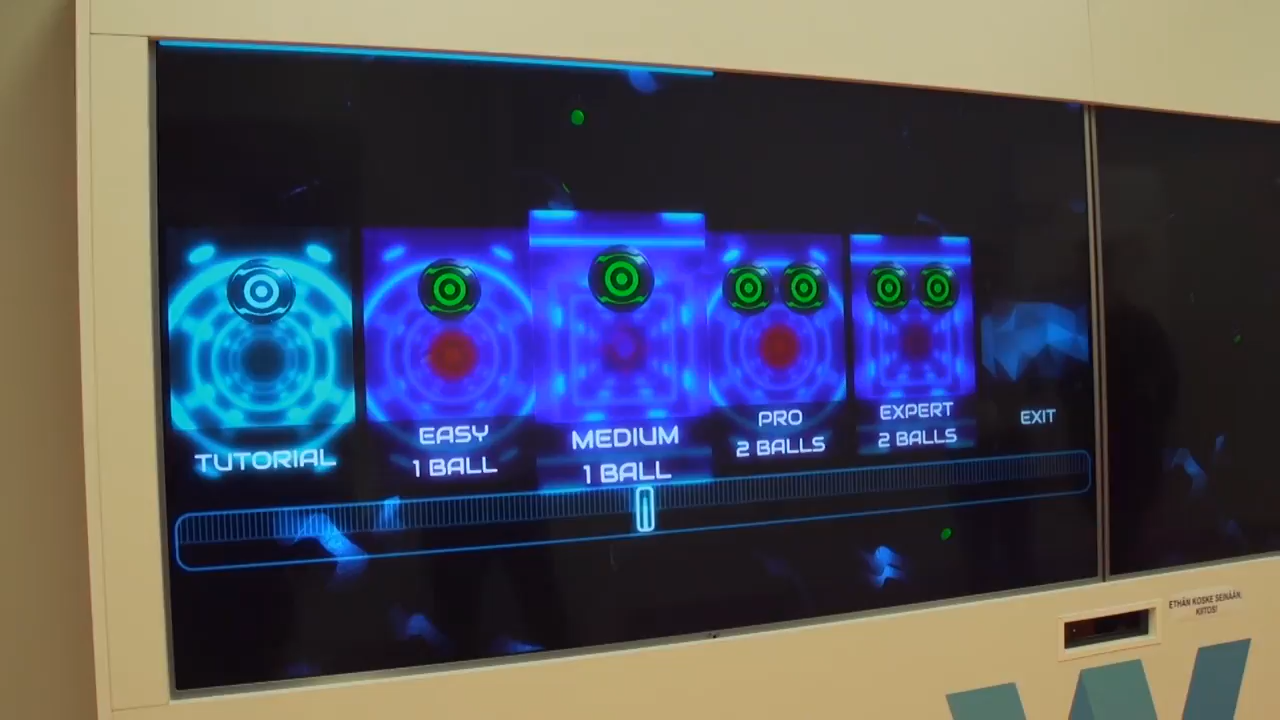 TUTORIAL
EASY
1 BALL
MEDIUM
1 BALL
PRO
2 BALLS
EXPERT
2 BALLS
EXIT
ETHÄN KOSKE SEINÄÄN,
KIITOS!
W